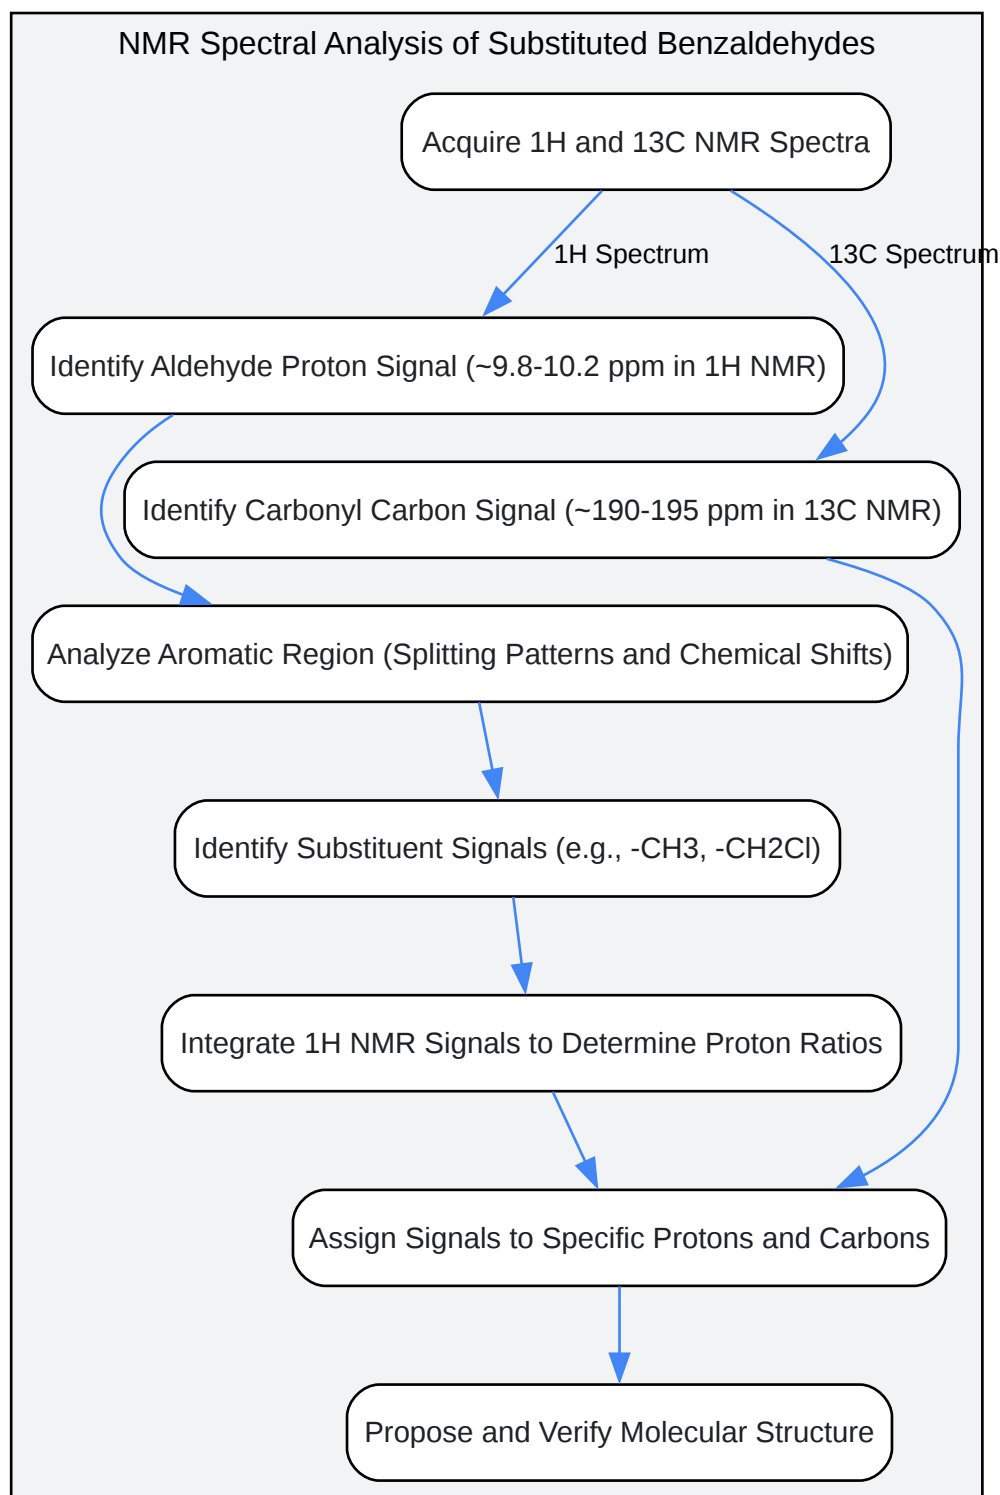 NMR Spectral Analysis of Substituted Benzaldehydes
Acquire 1H and 13C NMR Spectra
1H Spectrum
13C Spectrum
Identify Aldehyde Proton Signal (~9.8-10.2 ppm in 1H NMR)
Identify Carbonyl Carbon Signal (~190-195 ppm in 13C NMR)
Analyze Aromatic Region (Splitting Patterns and Chemical Shifts)
Identify Substituent Signals (e.g., -CH3, -CH2Cl)
Integrate 1H NMR Signals to Determine Proton Ratios
Assign Signals to Specific Protons and Carbons
Propose and Verify Molecular Structure